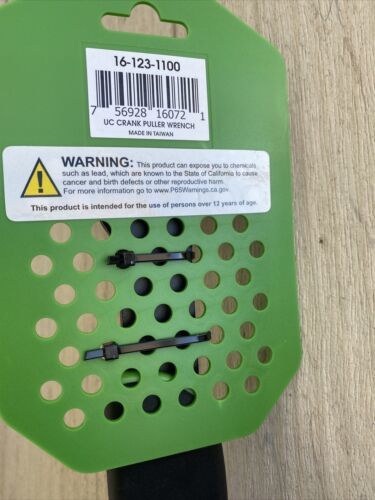 16-123-1100
7 56928 16072 1
UC CRANK PULLER WRENCH
MADE IN TAIWAN
WARNING: This product can expose you to chemicals
such as lead, which are known to the State of California to cause
cancer and birth defects or other reproductive harm.
For more information go to www.P65Warnings.ca.gov.
This product is intended for the use of persons over 12 years of age.